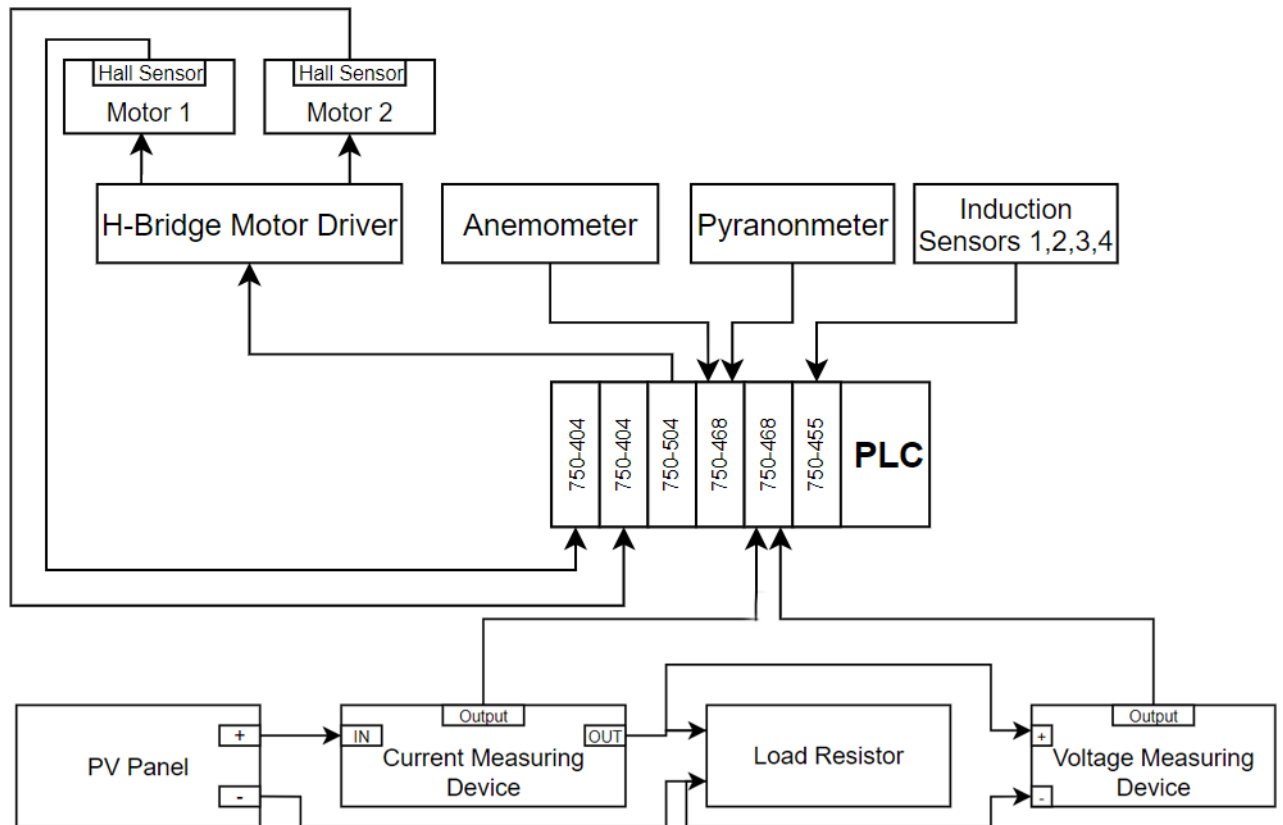 Hall Sensor
Motor 1
Hall Sensor
Motor 2
H-Bridge Motor Driver
Anemometer
Pyranonmeter
Induction
Sensors 1,2,3,4
750-404
750-404
750-504
750-468
750-468
750-455
PLC
PV Panel
+
-
IN
Output
OUT
Current Measuring
Device
Load Resistor
+
-
Output
Voltage Measuring
Device